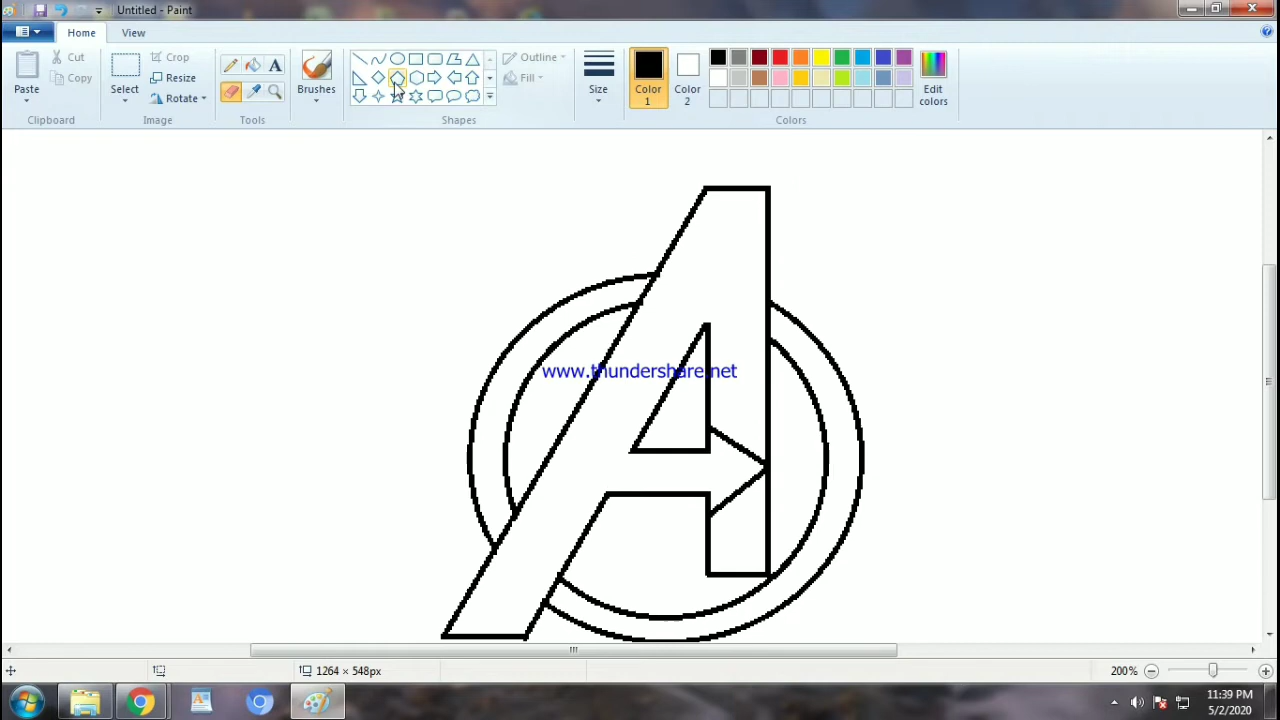 Untitled - Paint
Home View
Paste
Cut
Copy
Clipboard
Select
Crop
Resize
Rotate
Image
A
Tools
Brushes
Shapes
Outline
Fill
Size
Color 1
Color 2
Edit colors
Colors
www.thundershare.net
1264 × 548px
200%
11:39 PM
5/2/2020